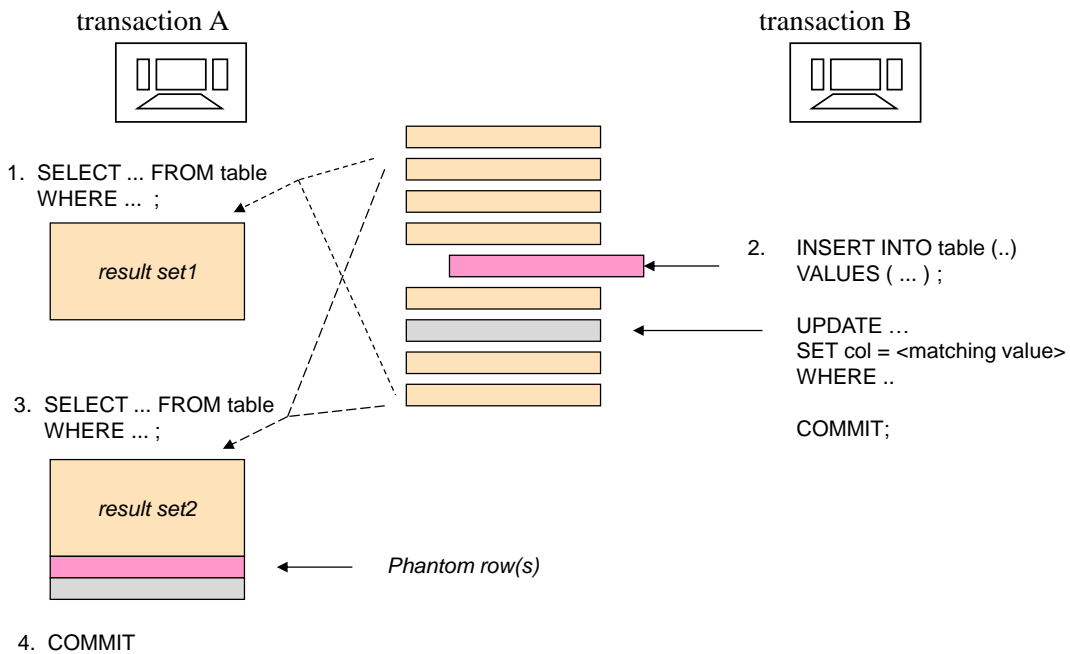 transaction A
transaction B
1. SELECT ... FROM table
WHERE ... ;
result set1
2. INSERT INTO table (..)
VALUES ( ... ) ;
UPDATE …
SET col = <matching value>
WHERE ..
COMMIT;
3. SELECT ... FROM table
WHERE ... ;
result set2
Phantom row(s)
4. COMMIT